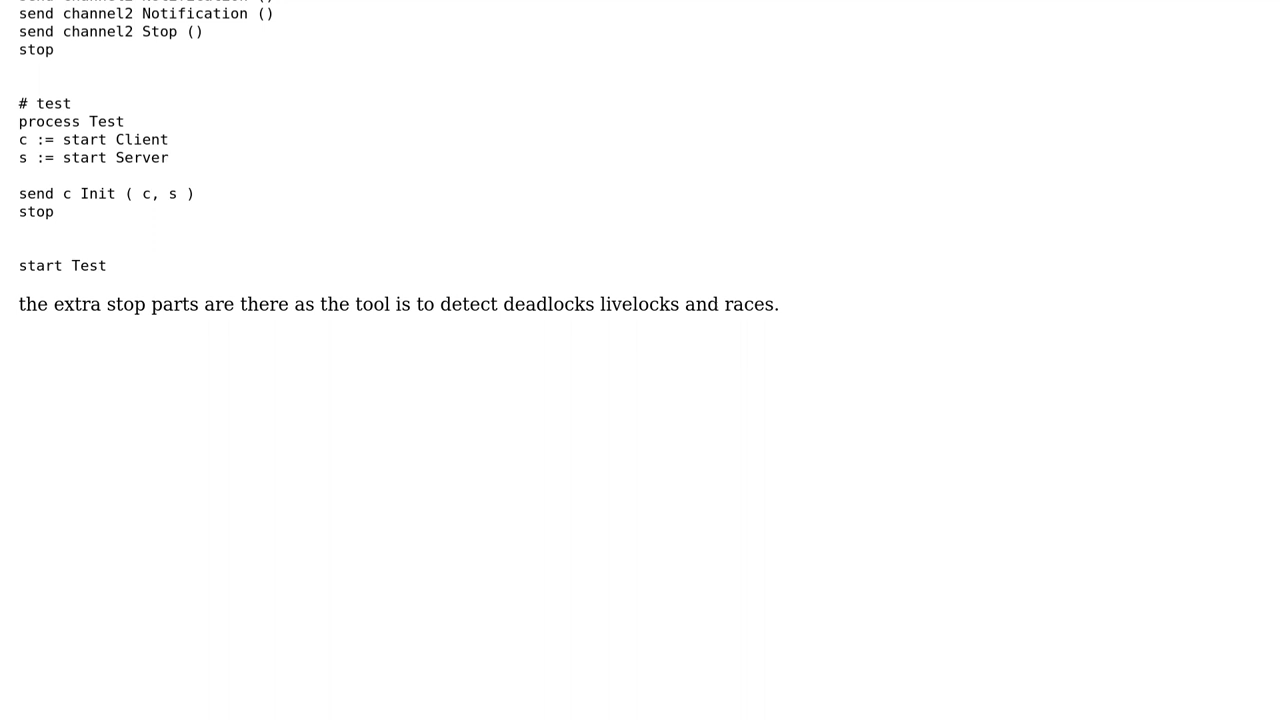 send channel2 Notification ()
send channel2 Stop ()
stop
# test
process Test
c := start Client
s := start Server
send c Init ( c, s )
stop
start Test
the extra stop parts are there as the tool is to detect deadlocks livelocks and races.